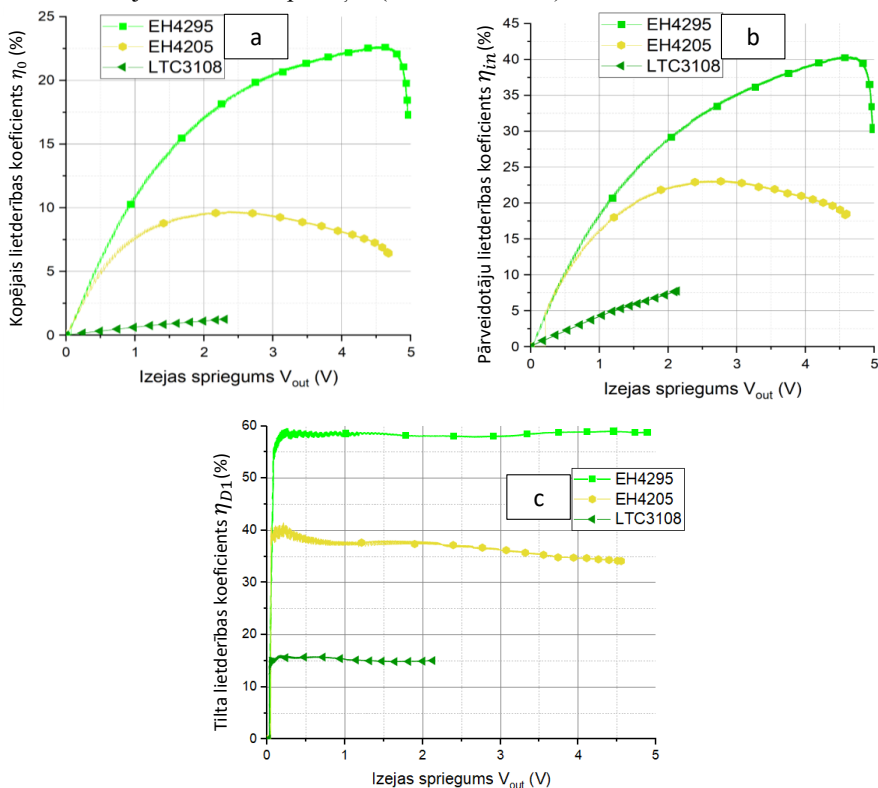 Kopējais lietderības koeficients η₀ (%)
25
20
15
10
5
0
0 1 2 3 4 5
Izejas spriegums Vout (V)
EH4295
EH4205
LTC3108
a
Pārveidotāju lietderības koeficients ηin(%)
45
40
35
30
25
20
15
10
5
0
0 1 2 3 4 5
Izejas spriegums Vout (V)
EH4295
EH4205
LTC3108
b
Tilta lietderības koeficients ηD1(%)
60
50
40
30
20
10
0
0 1 2 3 4 5
Izejas spriegums Vout (V)
c
EH4295
EH4205
LTC3108